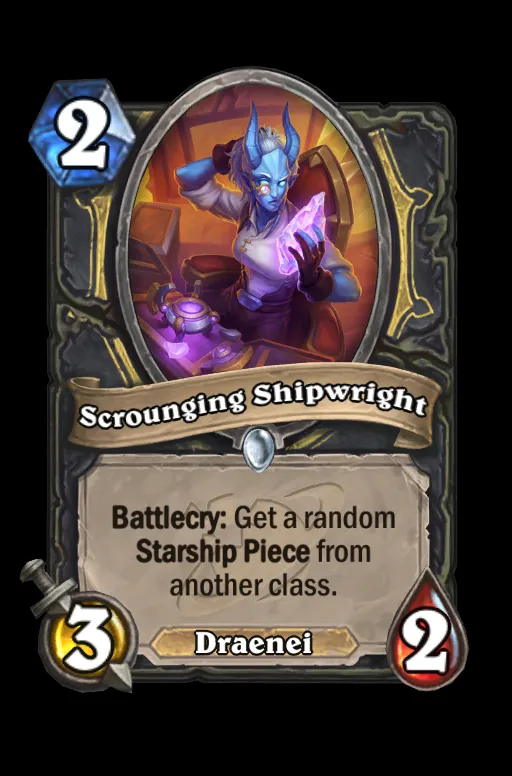 2
Scrounging Shipwright
Battlecry: Get a random
Starship Piece from
another class.
3
Draenei
2